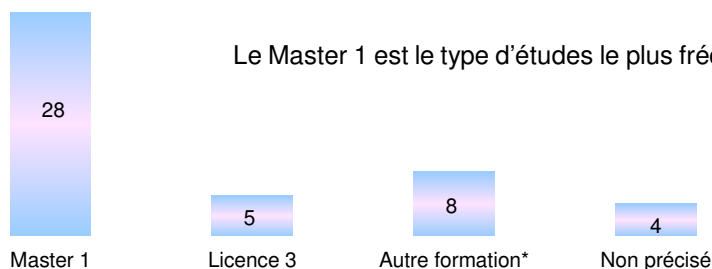 Le Master 1 est le type d'études le plus
28
5
8
4
Master 1
Licence 3
Autre formation*
Non précisé